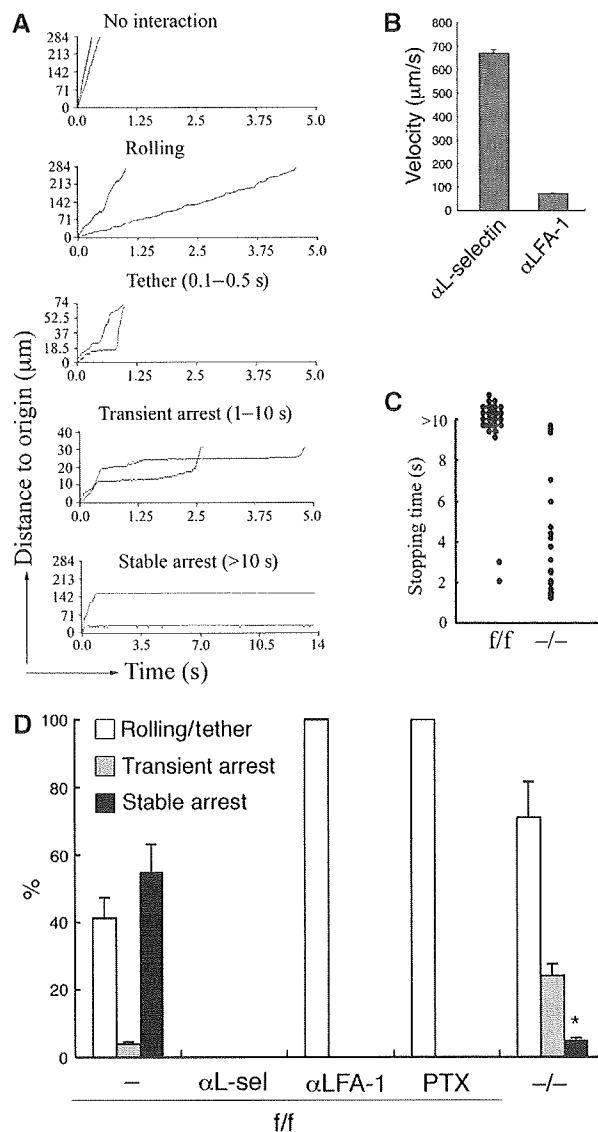 A
No interaction
284
213
142
71
0
0.0 1.25 2.5 3.75 5.0
Rolling
284
213
142
71
0
0.0 1.25 2.5 3.75 5.0
Tether (0.1–0.5 s)
74
52.5
37
18.5
0
0.0 1.25 2.5 3.75 5.0
Transient arrest (1–10 s)
40
30
20
10
0
0.0 1.25 2.5 3.75 5.0
Stable arrest (>10 s)
284
213
142
71
0
0.0 3.5 7.0 10.5 14
Distance to origin (μm)
Time (s)
B
Velocity (μm/s)
800
700
600
500
400
300
200
100
0
αL-selectin
αLFA-1
C
Stopping time (s)
>10
8
6
4
2
0
f/f −/−
D
Rolling/tether
Transient arrest
Stable arrest
%
100
80
60
40
20
0
*
− αL-sel αLFA-1 PTX −/−
f/f